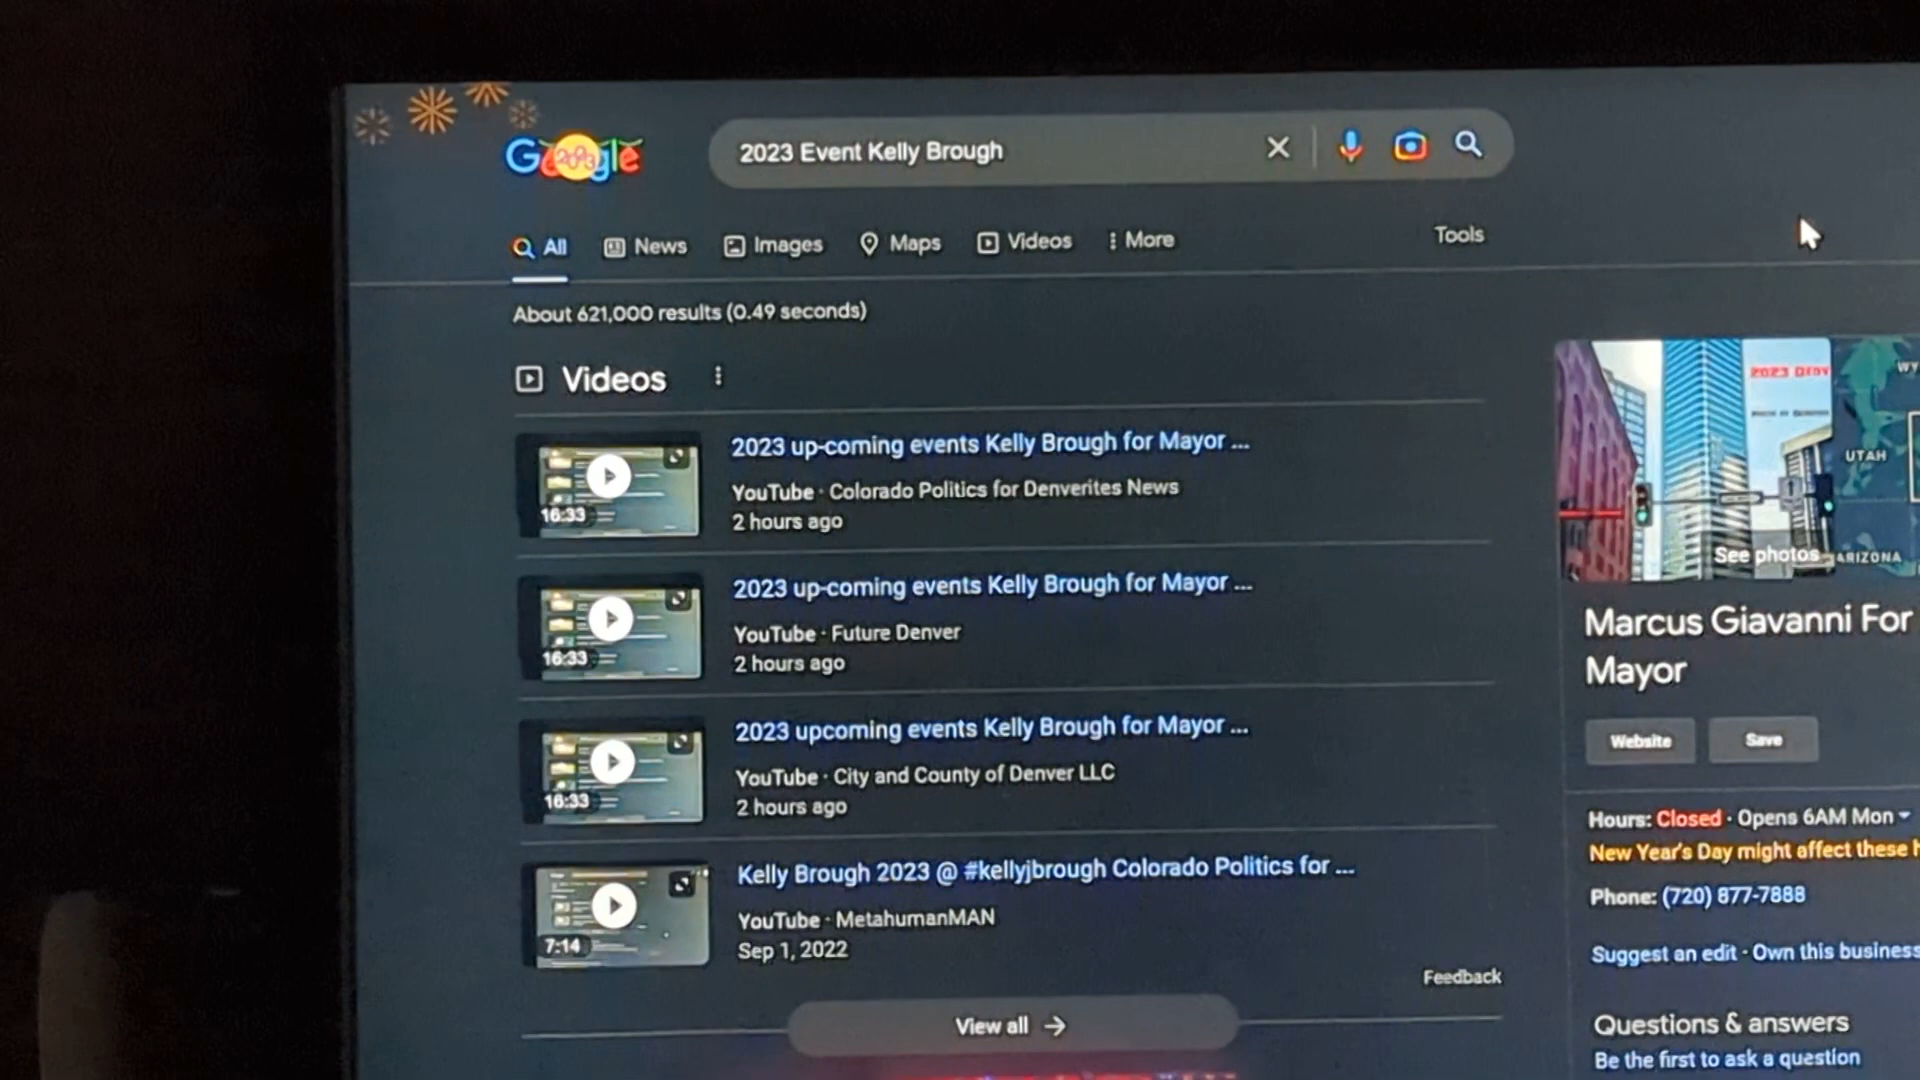 Google
2023
2023 Event Kelly Brough
All
News
Images
Maps
Videos
More
Tools
About 621,000 results (0.49 seconds)
Videos
2023 up-coming events Kelly Brough for Mayor ...
YouTube · Colorado Politics for Denverites News
2 hours ago
16:33
2023 up-coming events Kelly Brough for Mayor ...
YouTube · Future Denver
2 hours ago
16:33
2023 upcoming events Kelly Brough for Mayor ...
YouTube · City and County of Denver LLC
2 hours ago
16:33
Kelly Brough 2023 @ #kellyjbrough Colorado Politics for ...
YouTube · MetahumanMAN
Sep 1, 2022
7:14
Feedback
View all
2023
WY
UTAH
ARIZONA
See photos
Marcus Giavanni For
Mayor
Website
Save
Hours: Closed · Opens 6AM Mon
New Year's Day might affect these h
Phone: (720) 877-7888
Suggest an edit · Own this business
Questions & answers
Be the first to ask a question